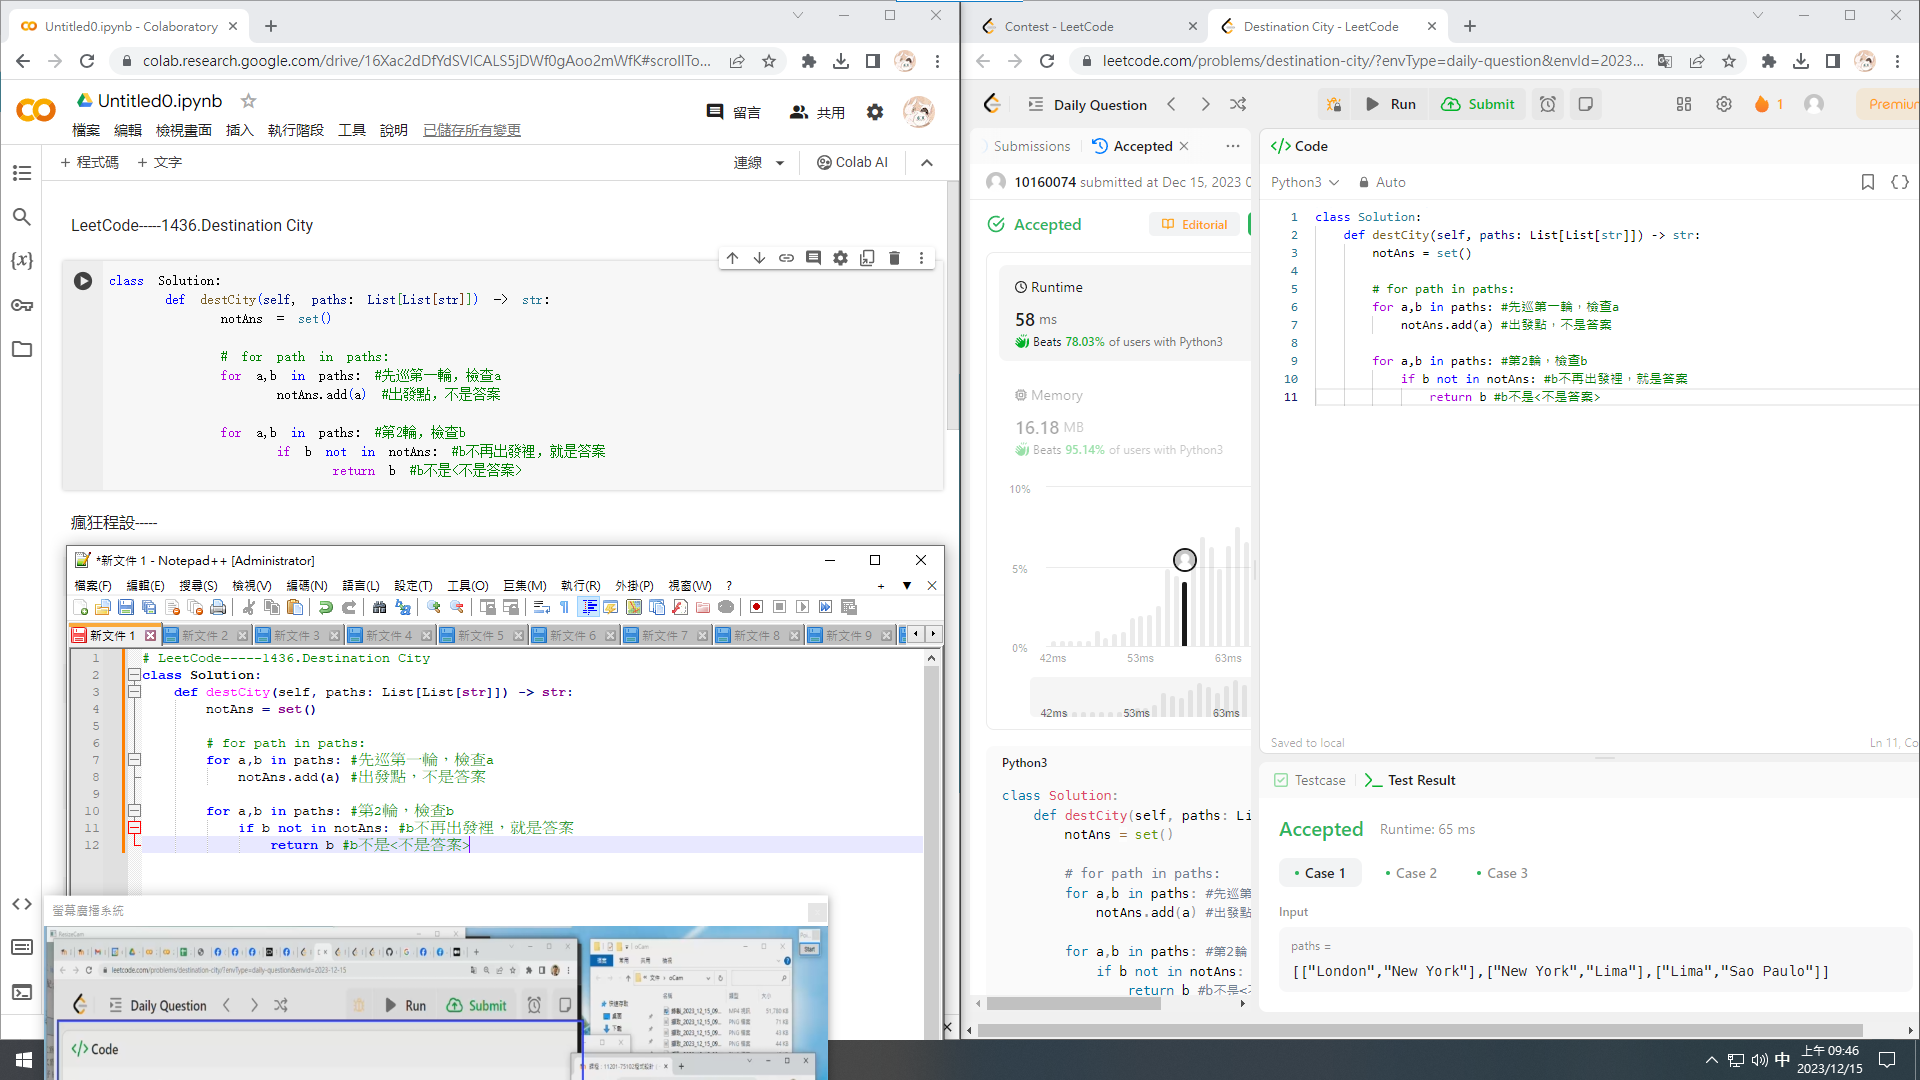 Untitled0.ipynb - Colaboratory
colab.research.google.com/drive/16Xac2dDfYdSVlCALS5jDWf0gAoo2mWfK#scrollTo...
Untitled0.ipynb
留言
共用
檔案 編輯 檢視畫面 插入 執行階段 工具 說明 已儲存所有變更
+ 程式碼 + 文字
連線
Colab AI
LeetCode-----1436.Destination City
class Solution:
def destCity(self, paths: List[List[str]]) -> str:
notAns = set()
# for path in paths:
for a,b in paths: #先巡第一輪，檢查a
notAns.add(a) #出發點，不是答案
for a,b in paths: #第2輪，檢查b
if b not in notAns: #b不再出發裡，就是答案
return b #b不是<不是答案>
瘋狂程設-----
*新文件 1 - Notepad++ [Administrator]
檔案(F) 編輯(E) 搜尋(S) 檢視(V) 編碼(N) 語言(L) 設定(T) 工具(O) 巨集(M) 執行(R) 外掛(P) 視窗(W) ?
新文件 1 新文件 2 新文件 3 新文件 4 新文件 5 新文件 6 新文件 7 新文件 8 新文件 9
1 # LeetCode------1436.Destination City
2 class Solution:
3 def destCity(self, paths: List[List[str]]) -> str:
4 notAns = set()
5
6 # for path in paths:
7 for a,b in paths: #先巡第一輪，檢查a
8 notAns.add(a) #出發點，不是答案
9
10 for a,b in paths: #第2輪，檢查b
11 if b not in notAns: #b不再出發裡，就是答案
12 return b #b不是<不是答案>
螢幕廣播系統
leetcode.com/problems/destination-city/?envType=daily-question&envId=2023-12-15
Daily Question
Run
Submit
</> Code
Contest - LeetCode
Destination City - LeetCode
leetcode.com/problems/destination-city/?envType=daily-question&envId=2023...
Daily Question
Run
Submit
1
Premium
Submissions
Accepted
10160074 submitted at Dec 15, 2023 0
Accepted
Editorial
Runtime
58 ms
Beats 78.03% of users with Python3
Memory
16.18 MB
Beats 95.14% of users with Python3
10%
5%
0%
42ms 53ms 63ms
42ms 53ms 63ms
Python3
class Solution:
def destCity(self, paths: Li
notAns = set()
# for path in paths:
for a,b in paths: #先巡第
notAns.add(a) #出發點
for a,b in paths: #第2輪
if b not in notAns:
return b #b不是<不
</> Code
Python3
Auto
1 class Solution:
2 def destCity(self, paths: List[List[str]]) -> str:
3 notAns = set()
4
5 # for path in paths:
6 for a,b in paths: #先巡第一輪，檢查a
7 notAns.add(a) #出發點，不是答案
8
9 for a,b in paths: #第2輪，檢查b
10 if b not in notAns: #b不再出發裡，就是答案
11 return b #b不是<不是答案>
Saved to local
Ln 11, Co
Testcase
Test Result
Accepted Runtime: 65 ms
Case 1 Case 2 Case 3
Input
paths =
[["London","New York"],["New York","Lima"],["Lima","Sao Paulo"]]
中
上午 09:46
2023/12/15